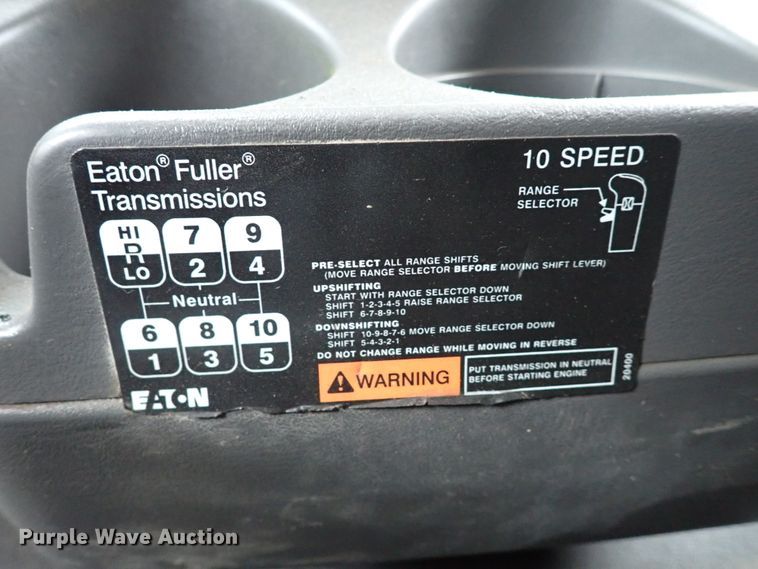 Eaton® Fuller®
Transmissions
10 SPEED
RANGE
SELECTOR
HI 7 9
R
LO 2 4
Neutral
6 8 10
1 3 5
EATON
PRE-SELECT ALL RANGE SHIFTS
(MOVE RANGE SELECTOR BEFORE MOVING SHIFT LEVER)
UPSHIFTING
START WITH RANGE SELECTOR DOWN
SHIFT 1-2-3-4-5 RAISE RANGE SELECTOR
SHIFT 6-7-8-9-10
DOWNSHIFTING
SHIFT 10-9-8-7-6 MOVE RANGE SELECTOR DOWN
SHIFT 5-4-3-2-1
DO NOT CHANGE RANGE WHILE MOVING IN REVERSE
WARNING
PUT TRANSMISSION IN NEUTRAL
BEFORE STARTING ENGINE
20400
Purple Wave Auction